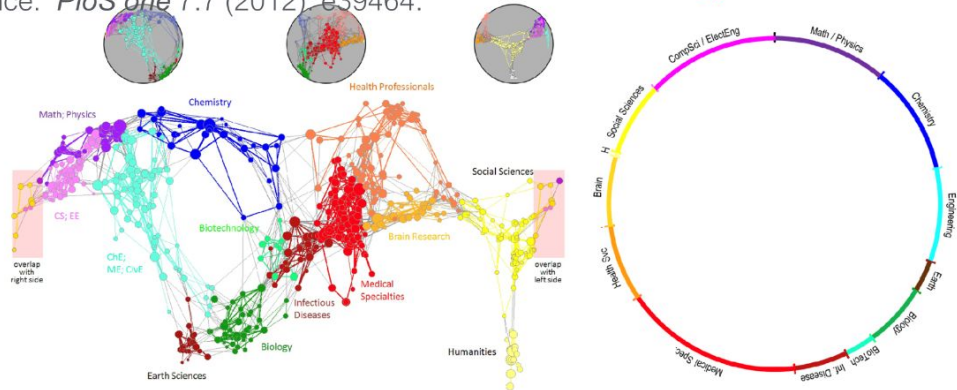 ce. PloS one 7.7 (2012): e39464.
Health Professionals
Chemistry
Math; Physics
Social Sciences
CS; EE
Biotechnology
Brain Research
overlap
with
right side
ChE;
ME; CivE
overlap
with
left side
Medical
Specialties
Infectious
Diseases
Biology
Humanities
Earth Sciences
CompSci / ElectEng
Math / Physics
Chemistry
Engineering
Earth
Biology
BioTech
Inf. Disease
Medical Spec
Health Svc
Brain
H
Social Sciences